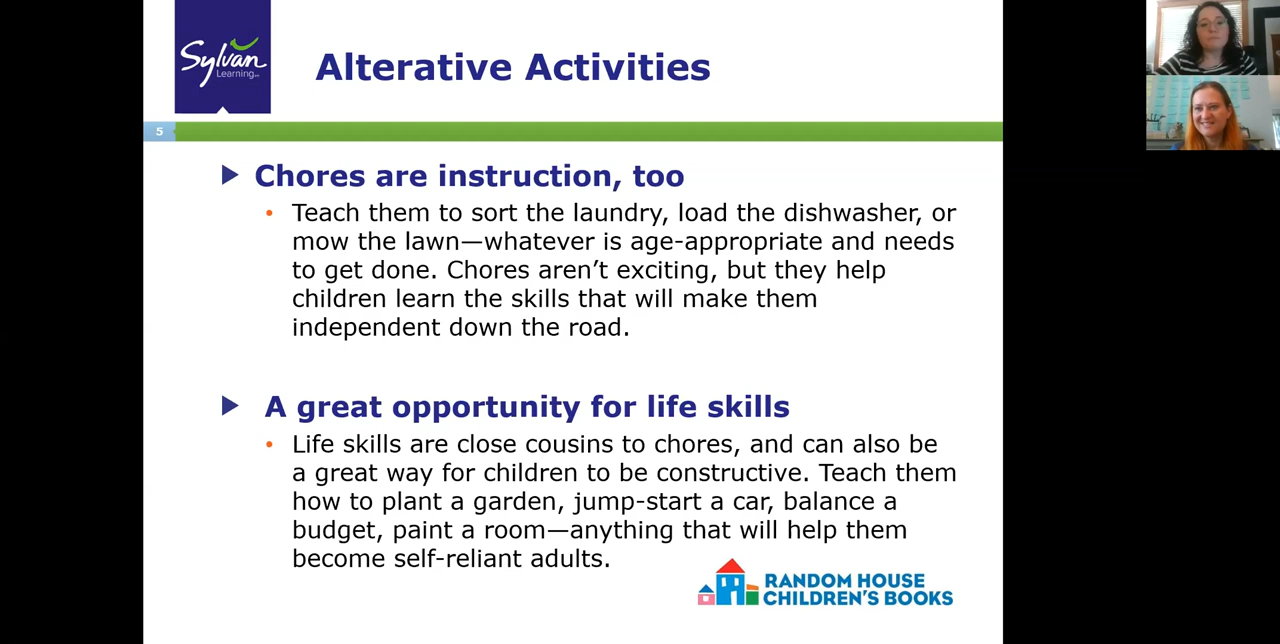 Sylvan
Learning
Alterative Activities
5
Chores are instruction, too
• Teach them to sort the laundry, load the dishwasher, or
mow the lawn—whatever is age-appropriate and needs
to get done. Chores aren’t exciting, but they help
children learn the skills that will make them
independent down the road.
A great opportunity for life skills
• Life skills are close cousins to chores, and can also be
a great way for children to be constructive. Teach them
how to plant a garden, jump-start a car, balance a
budget, paint a room—anything that will help them
become self-reliant adults.
RANDOM HOUSE
CHILDREN'S BOOKS